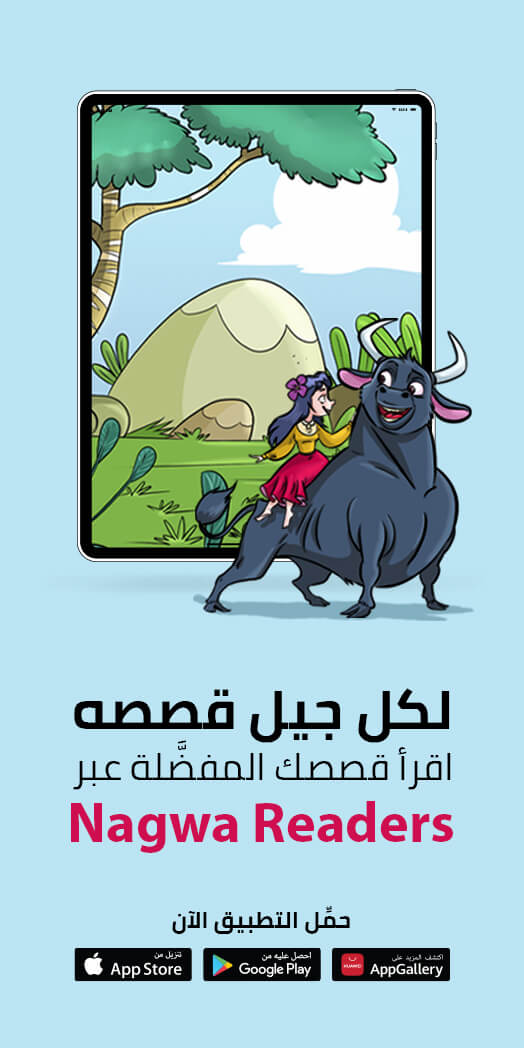 لكل جيل قصصه
اقرأ قصصك المفضَّلة عبر
Nagwa Readers
حمِّل التطبيق الآن
تنزيل من
App Store
احصل عليه من
Google Play
اكتشف المزيد على
AppGallery
HUAWEI